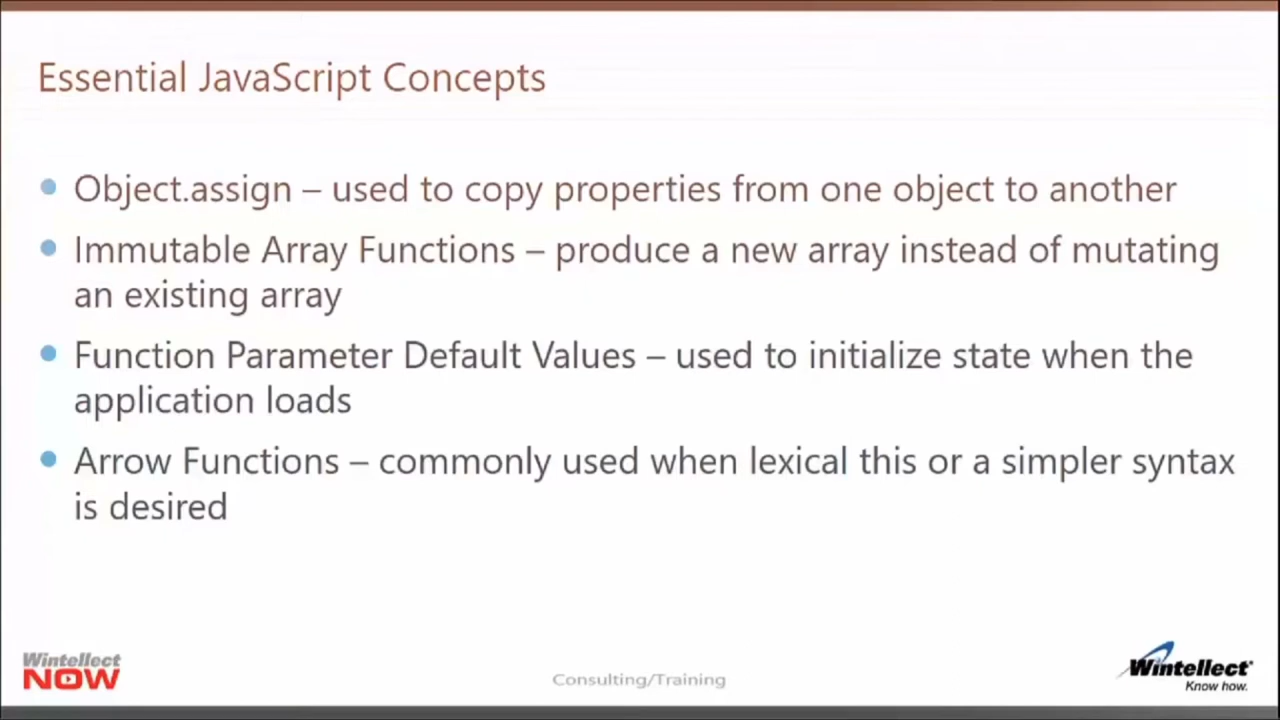 Essential JavaScript Concepts
Object.assign – used to copy properties from one object to another
Immutable Array Functions – produce a new array instead of mutating
an existing array
Function Parameter Default Values – used to initialize state when the
application loads
Arrow Functions – commonly used when lexical this or a simpler syntax
is desired
Wintellect
NOW
Consulting/Training
Wintellect
Know how.